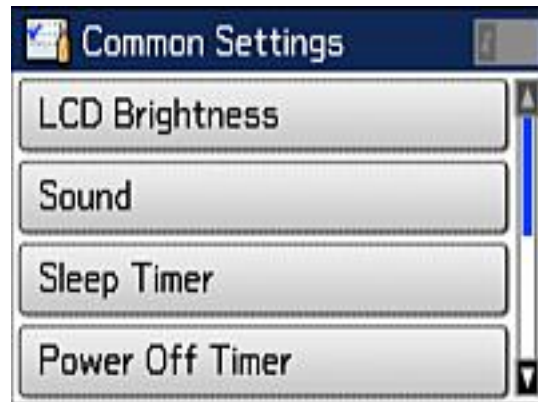 Common Settings
LCD Brightness
Sound
Sleep Timer
Power Off Timer